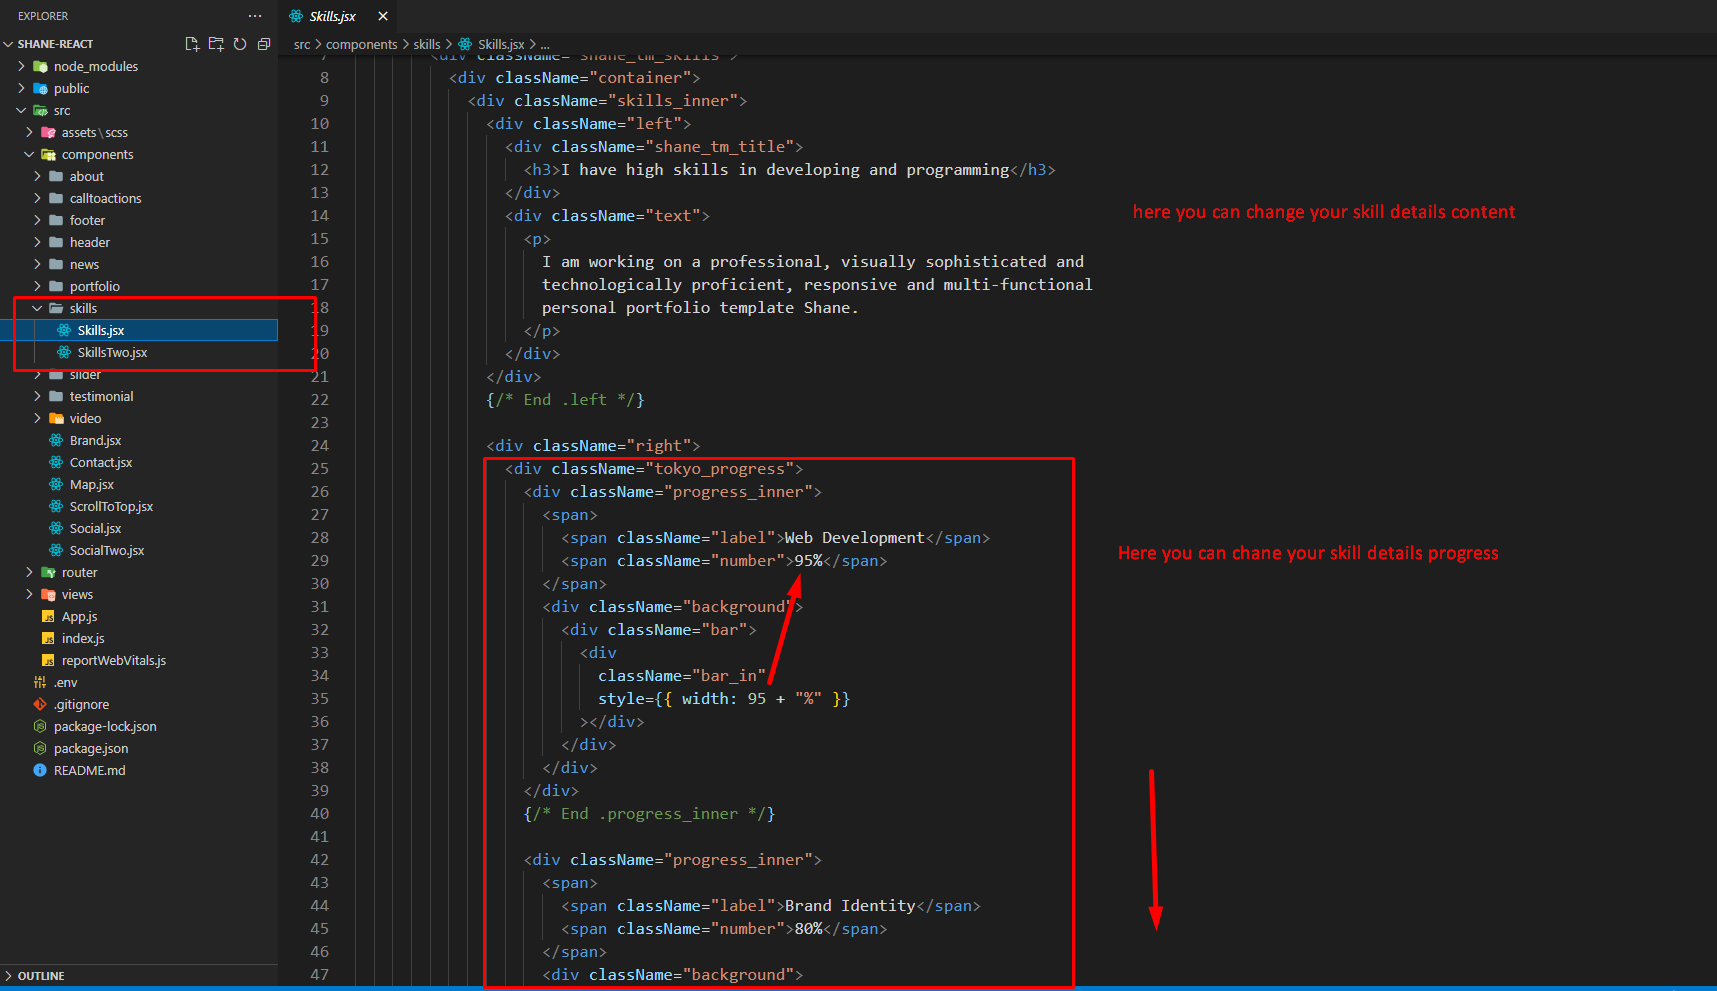 EXPLORER
SHANE-REACT
node_modules
public
src
assets\scss
components
about
calltoactions
footer
header
news
portfolio
skills
Skills.jsx
SkillsTwo.jsx
slider
testimonial
video
Brand.jsx
Contact.jsx
Map.jsx
ScrollToTop.jsx
Social.jsx
SocialTwo.jsx
router
views
App.js
index.js
reportWebVitals.js
.env
.gitignore
package-lock.json
package.json
README.md
OUTLINE
Skills.jsx
src > components > skills > Skills.jsx > ...
7 <div className="shane_tm_skills">
8 <div className="container">
9 <div className="skills_inner">
10 <div className="left">
11 <div className="shane_tm_title">
12 <h3>I have high skills in developing and programming</h3>
13 </div>
14 <div className="text">
15 <p>
16 I am working on a professional, visually sophisticated and
17 technologically proficient, responsive and multi-functional
18 personal portfolio template Shane.
19 </p>
20 </div>
21 </div>
22 {/* End .left */}
23
24 <div className="right">
25 <div className="tokyo_progress">
26 <div className="progress_inner">
27 <span>
28 <span className="label">Web Development</span>
29 <span className="number">95%</span>
30 </span>
31 <div className="background">
32 <div className="bar">
33 <div
34 className="bar_in"
35 style={{ width: 95 + "%" }}
36 ></div>
37 </div>
38 </div>
39 </div>
40 {/* End .progress_inner */}
41
42 <div className="progress_inner">
43 <span>
44 <span className="label">Brand Identity</span>
45 <span className="number">80%</span>
46 </span>
47 <div className="background">
here you can change your skill details content
Here you can chane your skill details progress